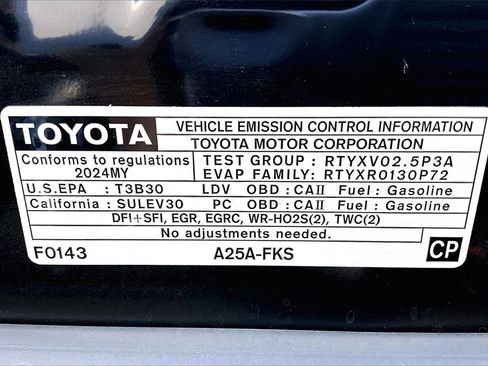 TOYOTA VEHICLE EMISSION CONTROL INFORMATION
TOYOTA MOTOR CORPORATION
Conforms to regulations
2024MY
TEST GROUP : RTYXV02.5P3A
EVAP FAMILY: RTYXR0130P72
U.S.EPA : T3B30 LDV OBD : CAII Fuel : Gasoline
California : SULEV30 PC OBD : CAII Fuel : Gasoline
DFI+SFI, EGR, EGRC, WR-HO2S(2), TWC(2)
No adjustments needed.
F0143 A25A-FKS CP